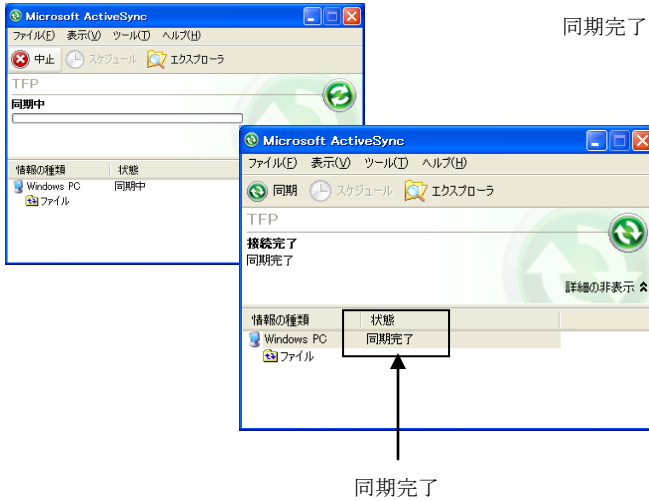 Microsoft ActiveSync
ファイル(F) 表示(V) ツール(T) ヘルプ(H)
中止 スケジュール エクスプローラ
TFP
同期中
情報の種類 状態
Windows PC 同期中
ファイル
同期完了
Microsoft ActiveSync
ファイル(F) 表示(V) ツール(T) ヘルプ(H)
同期 スケジュール エクスプローラ
TFP
接続完了
同期完了
詳細の非表示
情報の種類 状態
Windows PC 同期完了
ファイル
同期完了